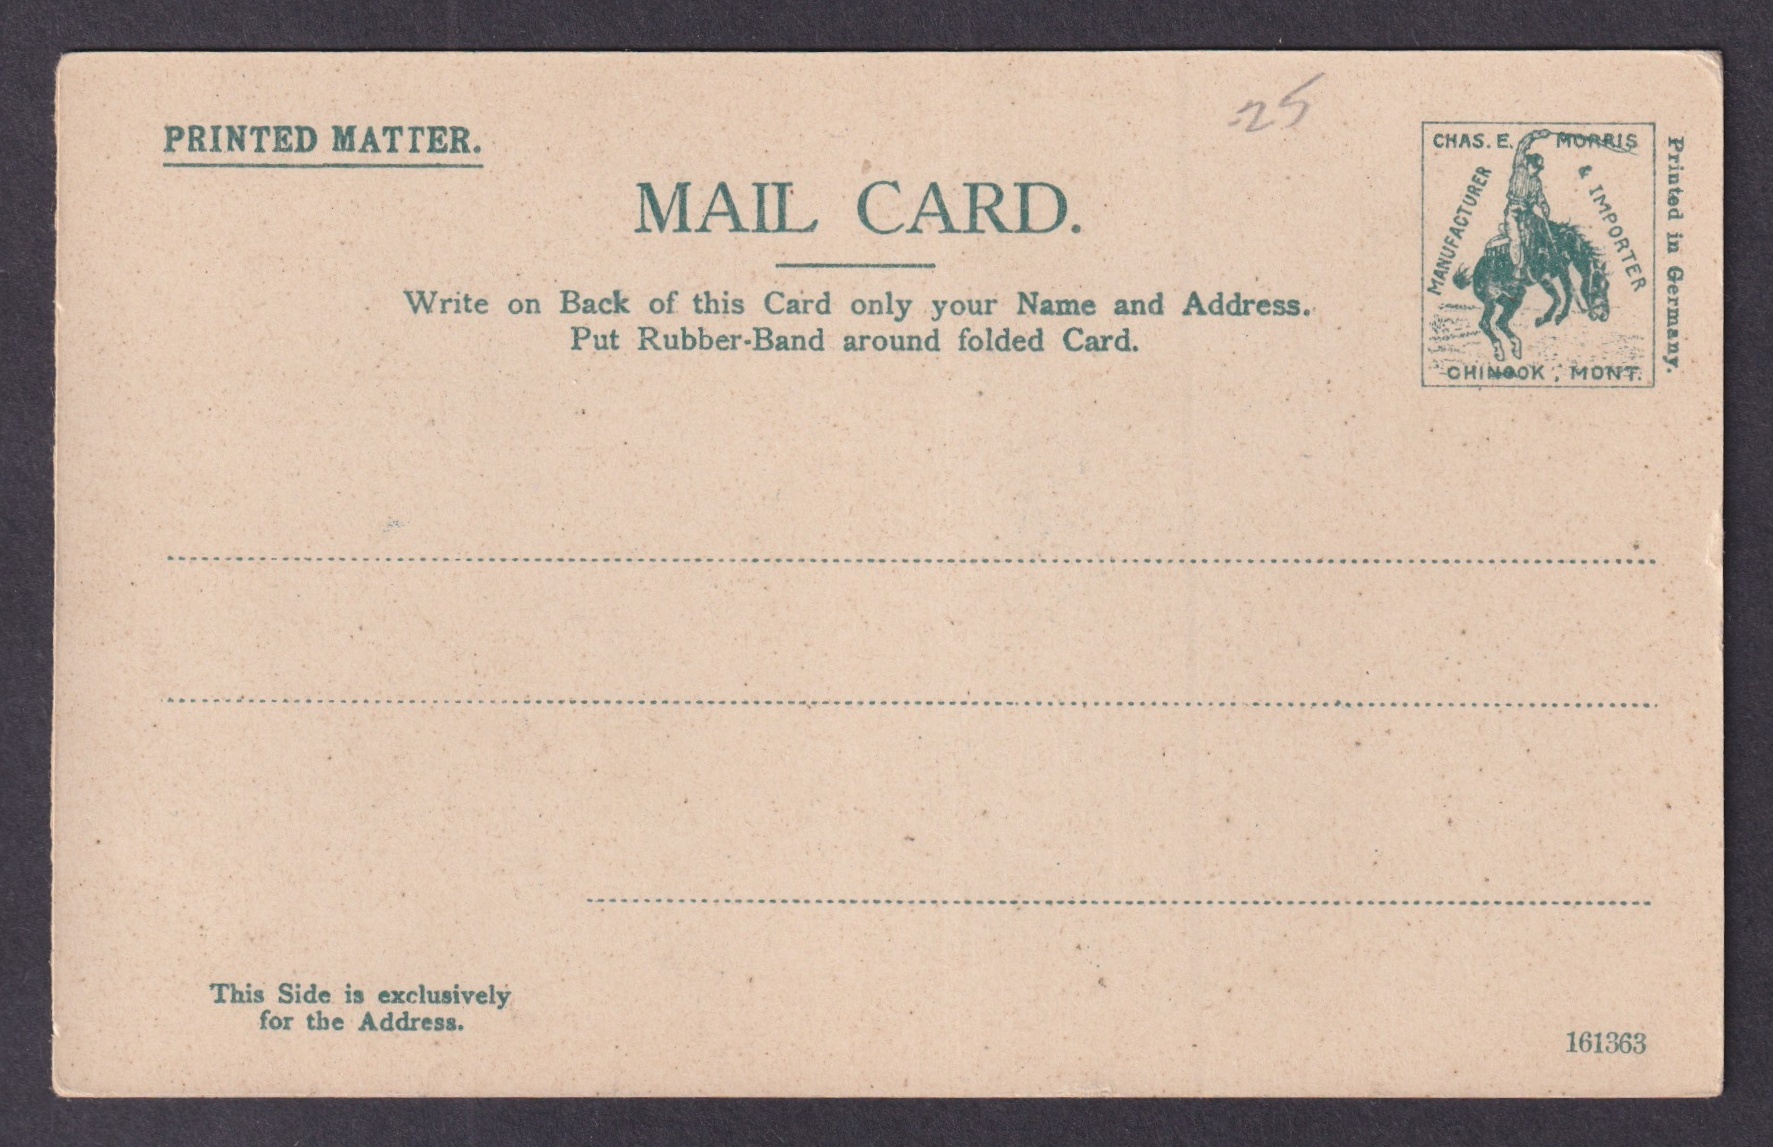 PRINTED MATTER.
.25
MAIL CARD.
Write on Back of this Card only your Name and Address.
Put Rubber-Band around folded Card.
CHAS. E. MORRIS
MANUFACTURER
& IMPORTER
CHINOOK, MONT.
Printed in Germany.
This Side is exclusively
for the Address.
161363